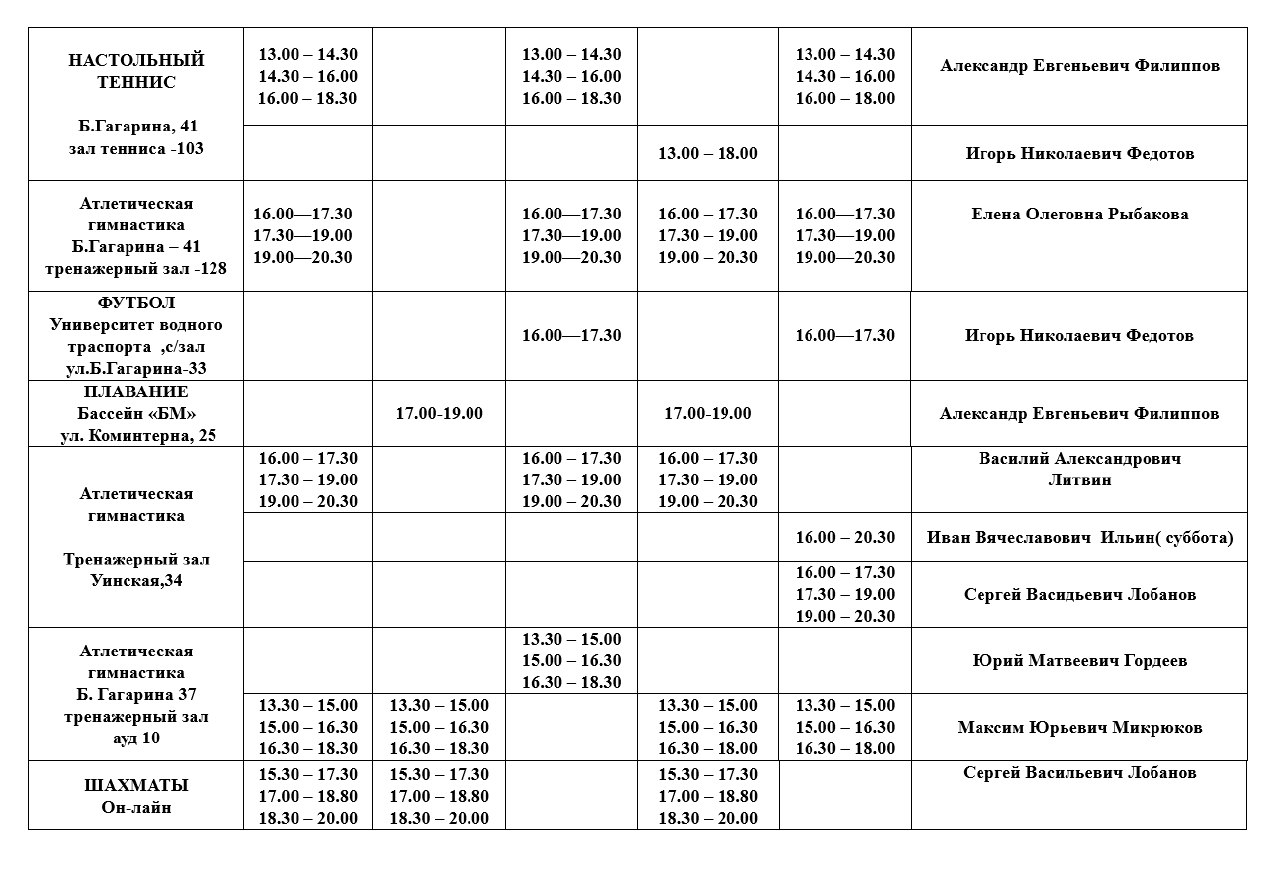 НАСТОЛЬНЫЙ
ТЕННИС
Б.Гагарина, 41
зал тенниса -103
13.00 – 14.30
14.30 – 16.00
16.00 – 18.30
13.00 – 14.30
14.30 – 16.00
16.00 – 18.30
13.00 – 14.30
14.30 – 16.00
16.00 – 18.00
Александр Евгеньевич Филиппов
13.00 – 18.00
Игорь Николаевич Федотов
Атлетическая
гимнастика
Б.Гагарина – 41
тренажерный зал -128
16.00—17.30
17.30—19.00
19.00—20.30
16.00—17.30
17.30—19.00
19.00—20.30
16.00 – 17.30
17.30 – 19.00
19.00 – 20.30
16.00—17.30
17.30—19.00
19.00—20.30
Елена Олеговна Рыбакова
ФУТБОЛ
Университет водного
траспорта ,с/зал
ул.Б.Гагарина-33
16.00—17.30
16.00—17.30
Игорь Николаевич Федотов
ПЛАВАНИЕ
Бассейн «БМ»
ул. Коминтерна, 25
17.00-19.00
17.00-19.00
Александр Евгеньевич Филиппов
Атлетическая
гимнастика
Тренажерный зал
Уинская,34
16.00 – 17.30
17.30 – 19.00
19.00 – 20.30
16.00 – 17.30
17.30 – 19.00
19.00 – 20.30
16.00 – 17.30
17.30 – 19.00
19.00 – 20.30
Василий Александрович
Литвин
16.00 – 20.30
Иван Вячеславович Ильин( суббота)
16.00 – 17.30
17.30 – 19.00
19.00 – 20.30
Сергей Васидьевич Лобанов
Атлетическая
гимнастика
Б. Гагарина 37
тренажерный зал
ауд 10
13.30 – 15.00
15.00 – 16.30
16.30 – 18.30
Юрий Матвеевич Гордеев
13.30 – 15.00
15.00 – 16.30
16.30 – 18.30
13.30 – 15.00
15.00 – 16.30
16.30 – 18.30
13.30 – 15.00
15.00 – 16.30
16.30 – 18.00
13.30 – 15.00
15.00 – 16.30
16.30 – 18.00
Максим Юрьевич Микрюков
ШАХМАТЫ
Он-лайн
15.30 – 17.30
17.00 – 18.80
18.30 – 20.00
15.30 – 17.30
17.00 – 18.80
18.30 – 20.00
15.30 – 17.30
17.00 – 18.80
18.30 – 20.00
Сергей Васильевич Лобанов